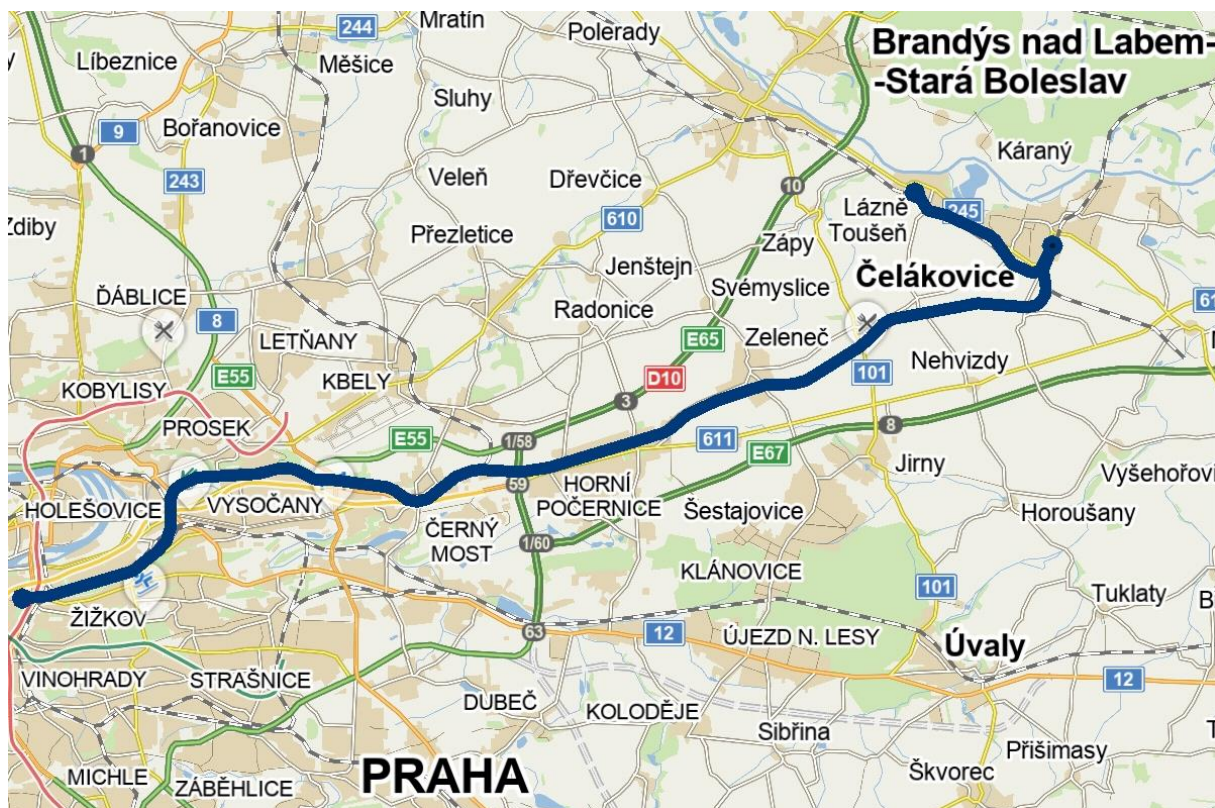 Mratín
244
Polerady
Brandýs nad Labem-
-Stará Boleslav
Líbeznice
Měšice
Sluhy
9
Bořanovice
1
Káraný
243
Veleň
Dřevčice
10
Lázně
Toušeň
245
Zdiby
Přezletice
610
Zápy
Jenštejn
Čelákovice
ĎÁBLICE
Svémyslice
Radonice
8
LETŇANY
E65
Zeleneč
Nehvizdy
E55
KBELY
D10
101
KOBYLISY
3
PROSEK
E55
1/58
611
8
E67
Jirny
59
HORNÍ
POČERNICE
Vyšehořovi
HOLEŠOVICE
VYSOČANY
Šestajovice
Horoušany
ČERNÝ
MOST
1/60
KLÁNOVICE
101
Tuklaty
ŽIŽKOV
63
12
ÚJEZD N. LESY
Úvaly
VINOHRADY
STRAŠNICE
12
DUBEČ
KOLODĚJE
Sibřina
Přišimasy
MICHLE
ZÁBĚHLICE
PRAHA
Škvorec